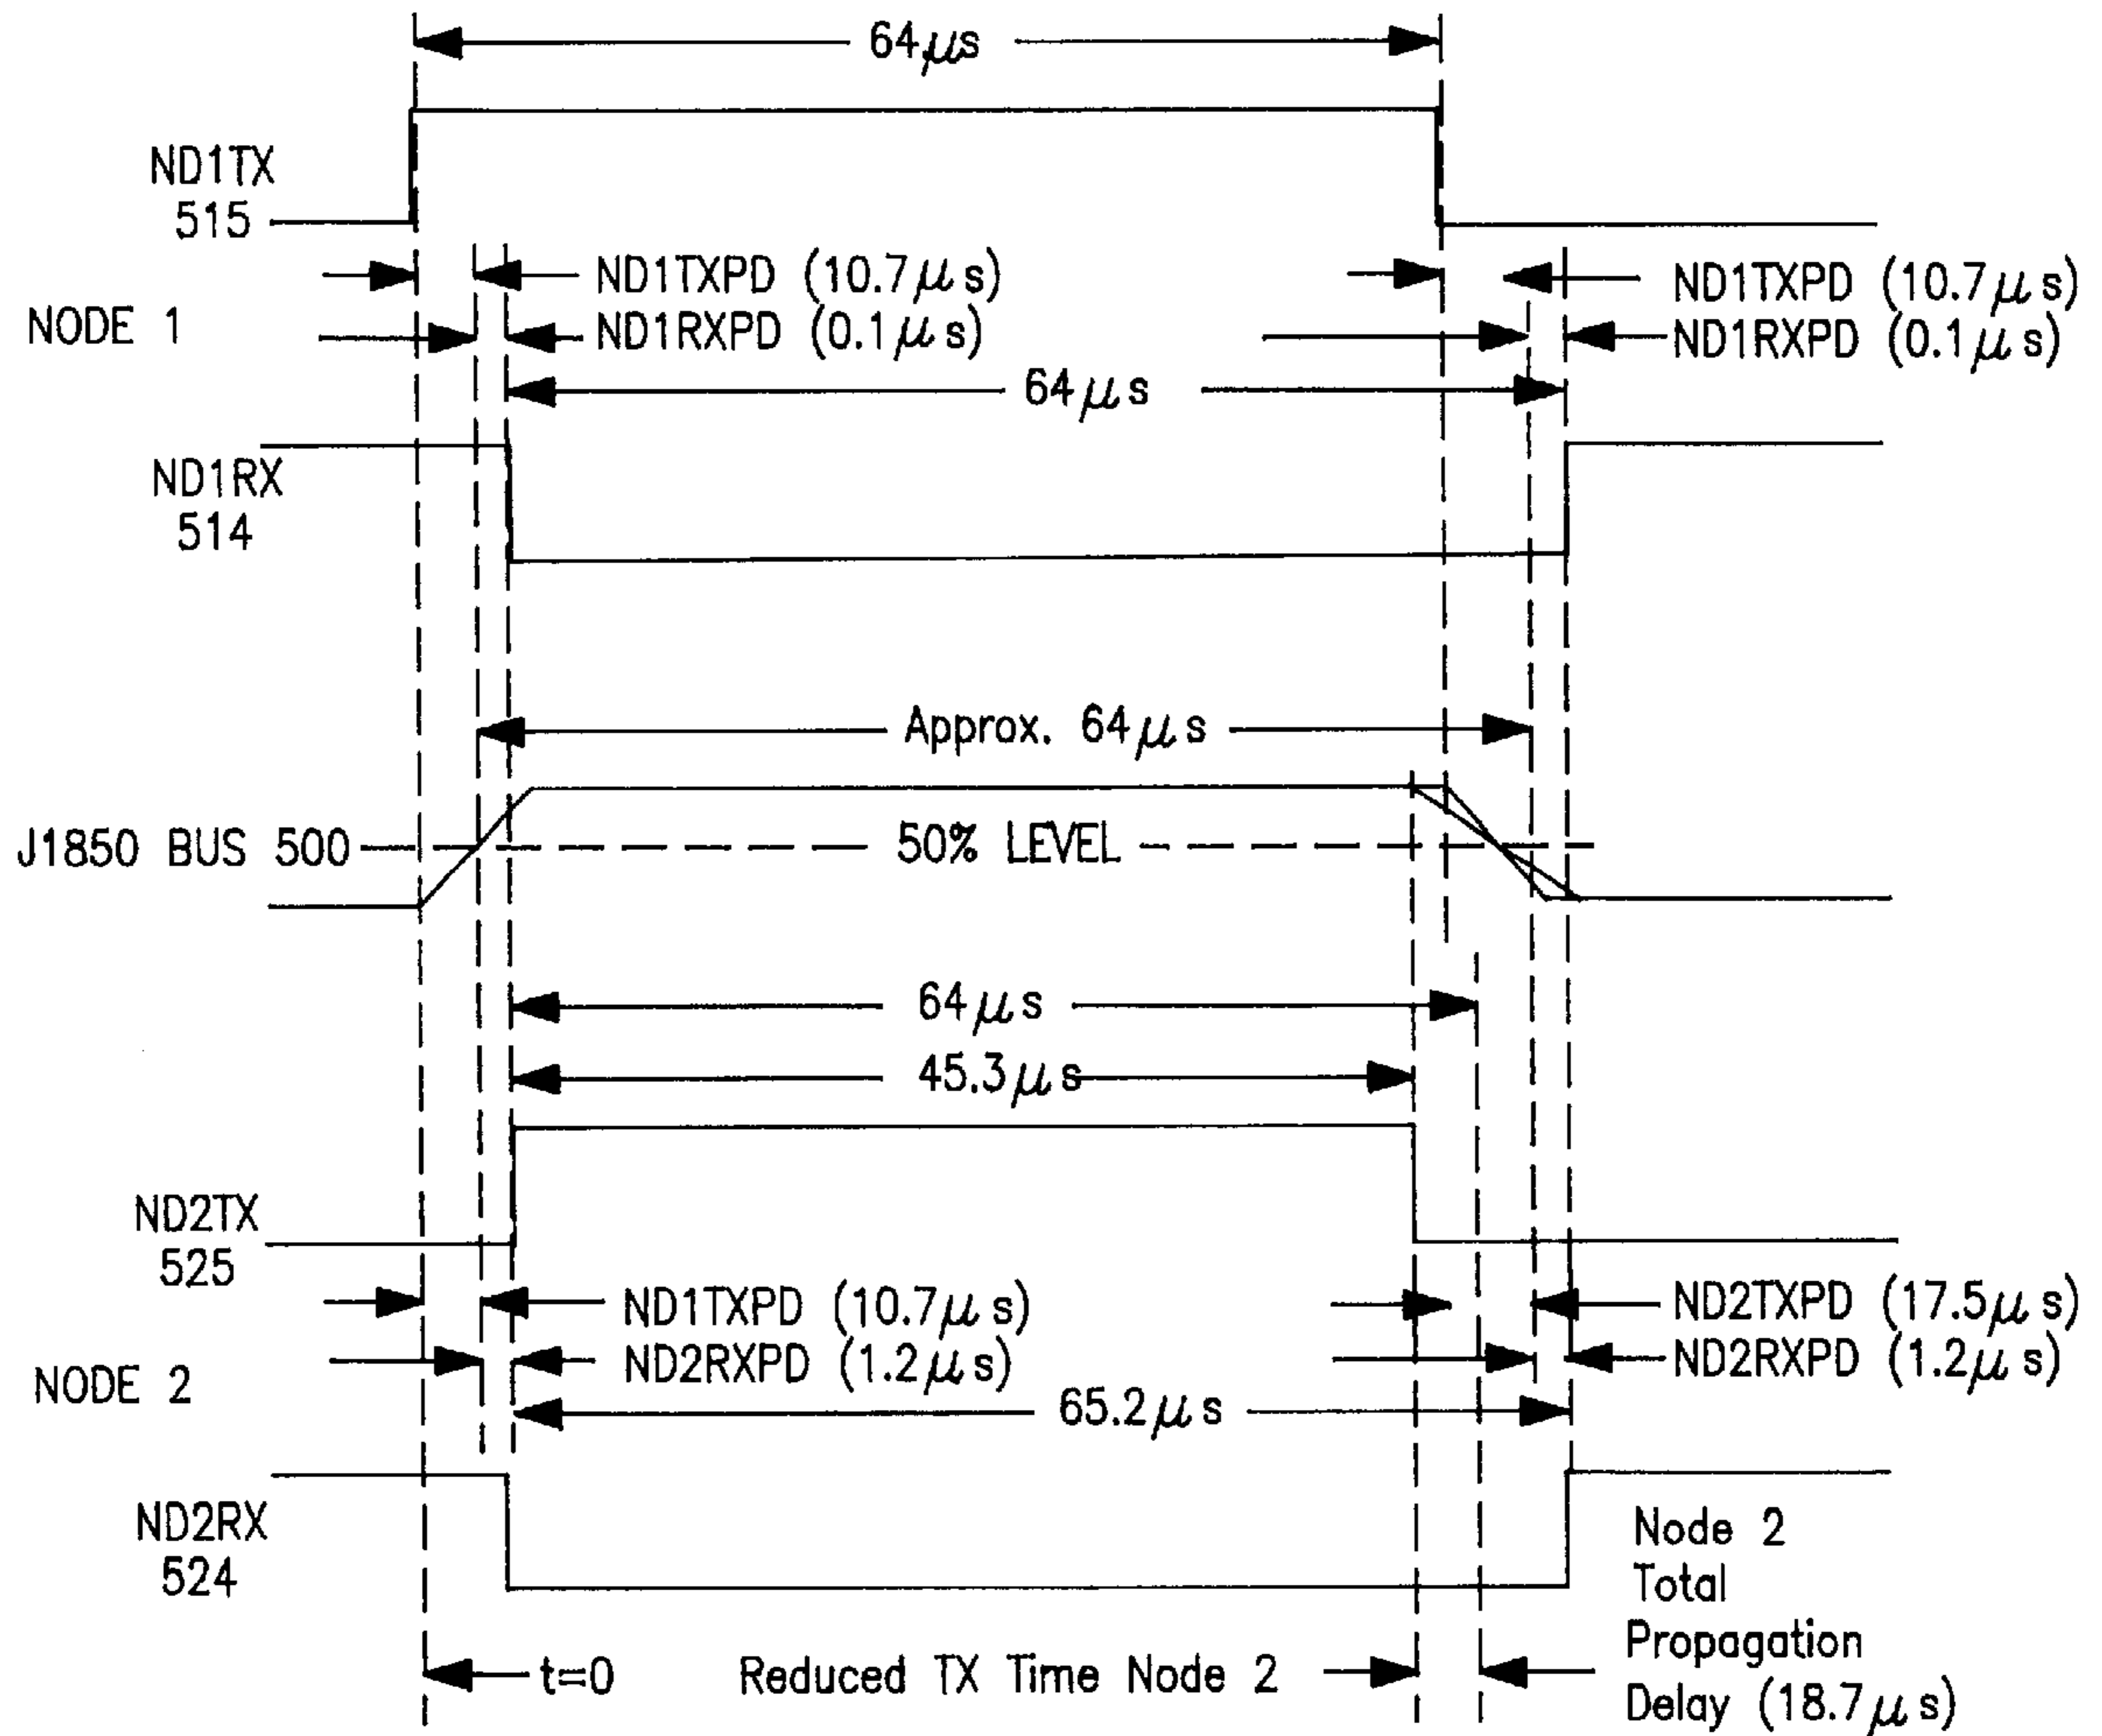 64μs
ND1TX
515
ND1TXPD (10.7μs)
ND1TXPD (10.7μs)
NODE 1
ND1RXPD (0.1μs)
ND1RXPD (0.1μs)
64μs
ND1RX
514
Approx. 64μs
J1850 BUS 500
50% LEVEL
64μs
45.3μs
ND2TX
525
ND1TXPD (10.7μs)
ND2TXPD (17.5μs)
NODE 2
ND2RXPD (1.2μs)
ND2RXPD (1.2μs)
65.2μs
ND2RX
524
t=0
Reduced TX Time Node 2
Node 2
Total
Propagation
Delay (18.7μs)